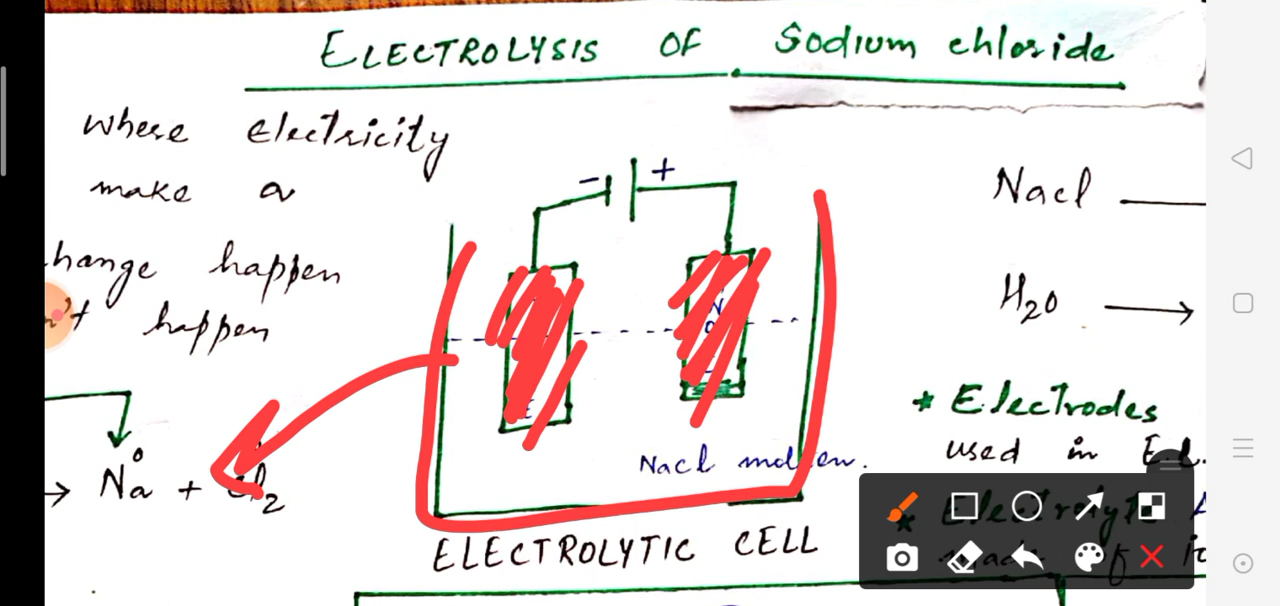 ELECTROLYSIS OF Sodium chloride
where electricity
make a
hange happen
n't happen
Na° + Cl₂
- +
Nacl molten.
ELECTROLYTIC CELL
Nacl
H₂O
* Electrodes
used in E.L.
* Electrolyte